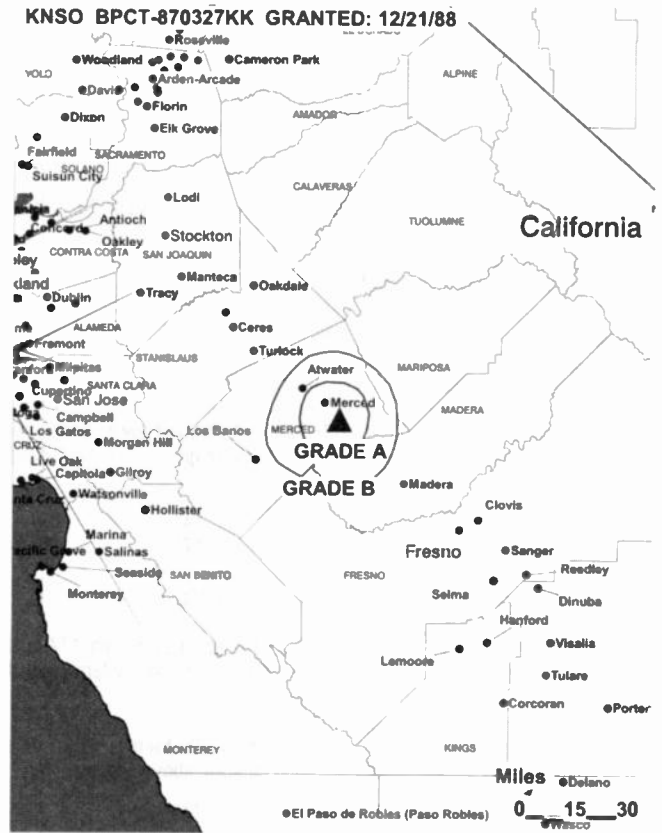 KNSO BPCT-870327KK GRANTED: 12/21/88
Roseville
Woodland
Cameron Park
YOLO
Arden-Arcade
ALPINE
Davis
Florin
AMADOR
Dixon
Elk Grove
SACRAMENTO
Fairfield
SOLANO
Suisun City
CALAVERAS
Lodi
TUOLUMNE
Antioch
Concord
Oakley
Stockton
California
CONTRA COSTA
SAN JOAQUIN
Manteca
Oakdale
Dublin
Tracy
ALAMEDA
Ceres
Fremont
Turlock
STANISLAUS
Milpitas
Atwater
MARIPOSA
SANTA CLARA
Cupertino
San Jose
Merced
MADERA
Campbell
Los Gatos
Los Banos
MERCED
CRUZ
Morgan Hill
GRADE A
Live Oak
Capitola
Gilroy
GRADE B
Madera
Watsonville
Hollister
Clovis
Marina
Fresno
Sanger
Salinas
Seaside
SAN BENITO
FRESNO
Reedley
Monterey
Selma
Dinuba
Hanford
Lemoore
Visalia
Tulare
Corcoran
Porter
MONTEREY
KINGS
Miles
Delano
El Paso de Robles (Paso Robles)
0 15 30
Wasco